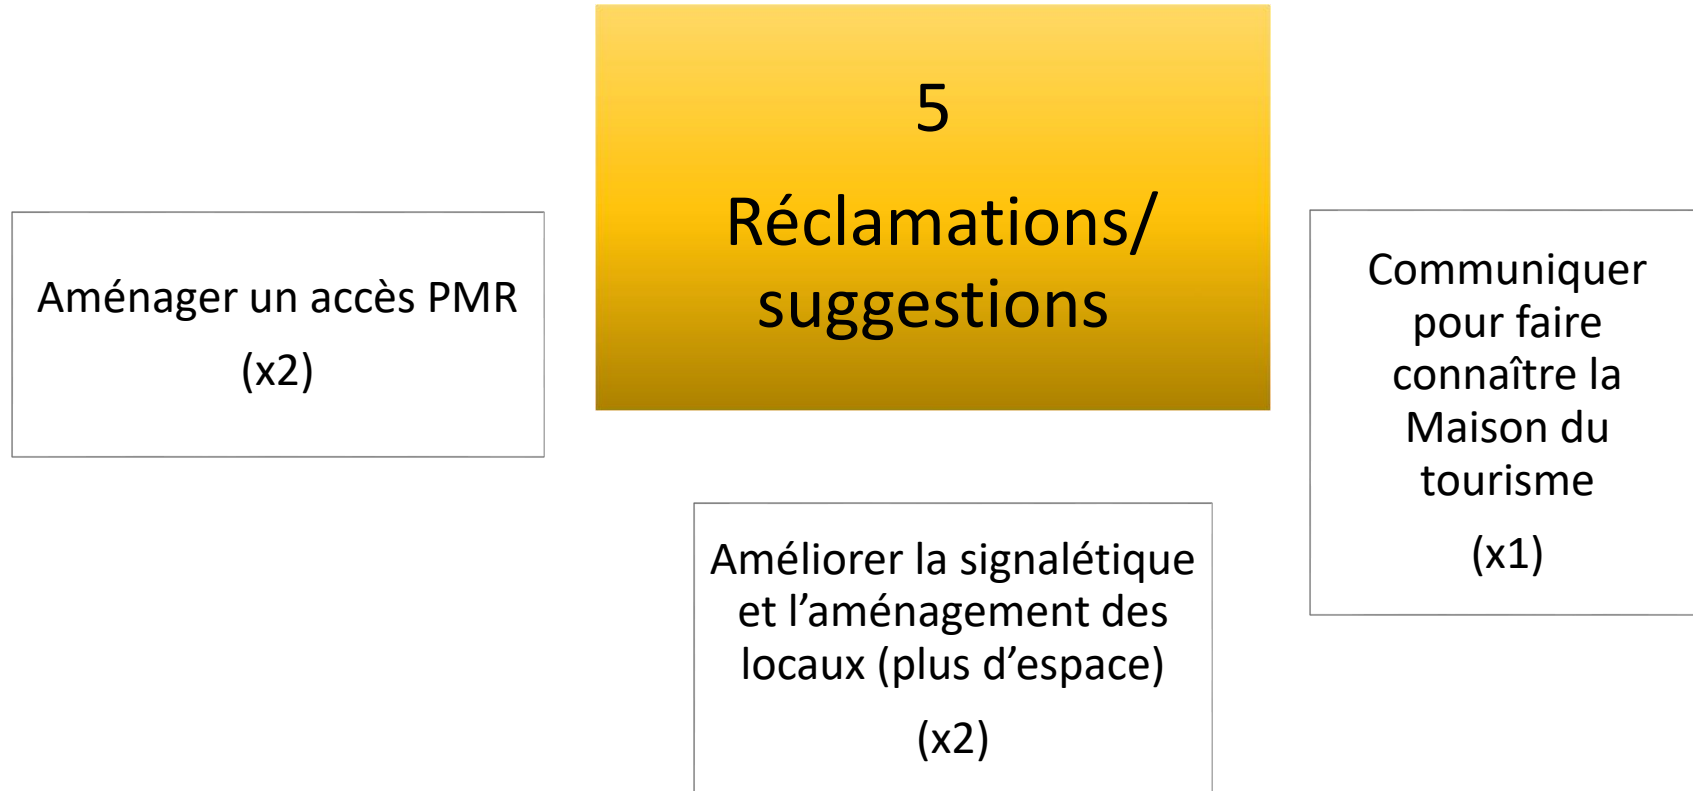 5
Réclamations/
suggestions
Aménager un accès PMR
(x2)
Améliorer la signalétique
et l’aménagement des
locaux (plus d’espace)
(x2)
Communiquer
pour faire
connaître la
Maison du
tourisme
(x1)